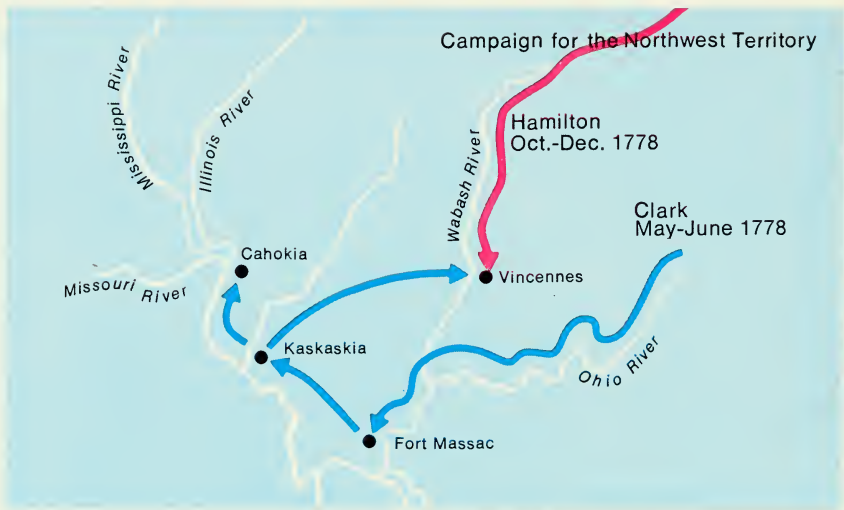 Campaign for the Northwest Territory
Mississippi River
Illinois River
Wabash River
Hamilton
Oct.-Dec. 1778
Clark
May-June 1778
Cahokia
Missouri River
Vincennes
Kaskaskia
Ohio River
Fort Massac